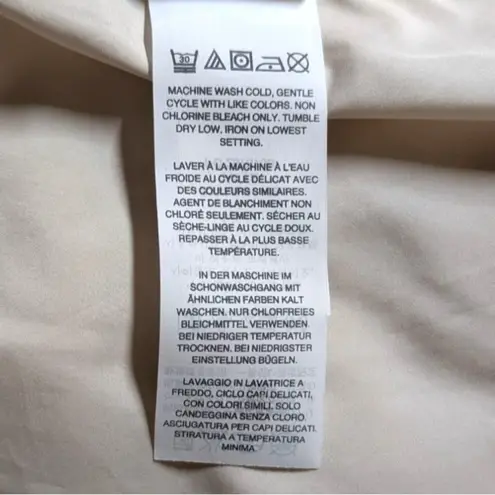 30
MACHINE WASH COLD, GENTLE
CYCLE WITH LIKE COLORS. NON
CHLORINE BLEACH ONLY. TUMBLE
DRY LOW. IRON ON LOWEST
SETTING.
LAVER À LA MACHINE À L'EAU
FROIDE AU CYCLE DÉLICAT AVEC
DES COULEURS SIMILAIRES.
AGENT DE BLANCHIMENT NON
CHLORÉ SEULEMENT. SÉCHER AU
SÈCHE-LINGE AU CYCLE DOUX.
REPASSER À LA PLUS BASSE
TEMPÉRATURE.
IN DER MASCHINE IM
SCHONWASCHGANG MIT
ÄHNLICHEN FARBEN KALT
WASCHEN. NUR CHLORFREIES
BLEICHMITTEL VERWENDEN.
BEI NIEDRIGER TEMPERATUR
TROCKNEN. BEI NIEDRIGSTER
EINSTELLUNG BÜGELN.
LAVAGGIO IN LAVATRICE A
FREDDO, CICLO CAPI DELICATI,
CON COLORI SIMILI. SOLO
CANDEGGINA SENZA CLORO.
ASCIUGATURA PER CAPI DELICATI.
STIRATURA A TEMPERATURA
MINIMA.